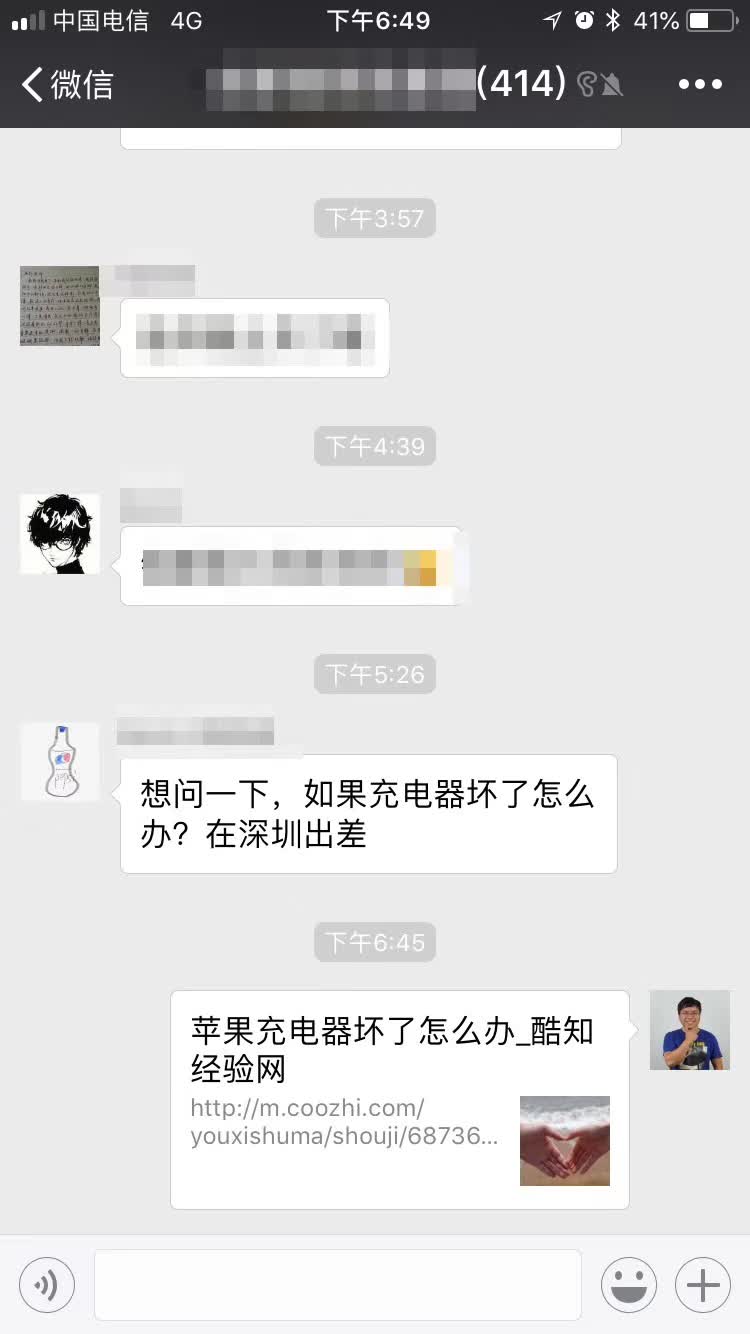 中国电信 4G 下午6:49 41%
微信 (414)
下午3:57
下午4:39
下午5:26
想问一下，如果充电器坏了怎么
办？在深圳出差
下午6:45
苹果充电器坏了怎么办_酷知
经验网
http://m.coozhi.com/
youxishuma/shouji/68736...